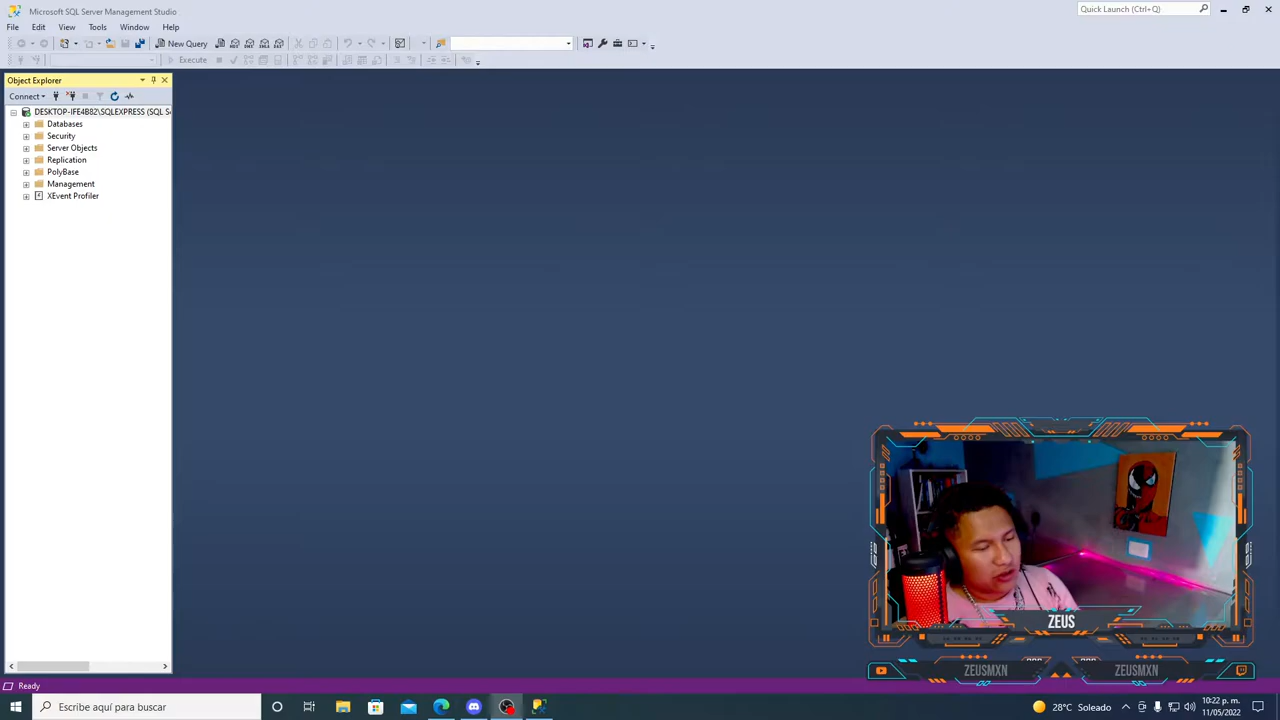 Microsoft SQL Server Management Studio
Quick Launch (Ctrl+Q)
File Edit View Tools Window Help
New Query
Execute
Object Explorer
Connect
DESKTOP-IFE4B82\SQLEXPRESS (SQL Se
Databases
Security
Server Objects
Replication
PolyBase
Management
XEvent Profiler
ZEUS
ZEUSMXN ZEUSMXN
Ready
Escribe aquí para buscar
28°C Soleado
10:22 p. m.
11/05/2022